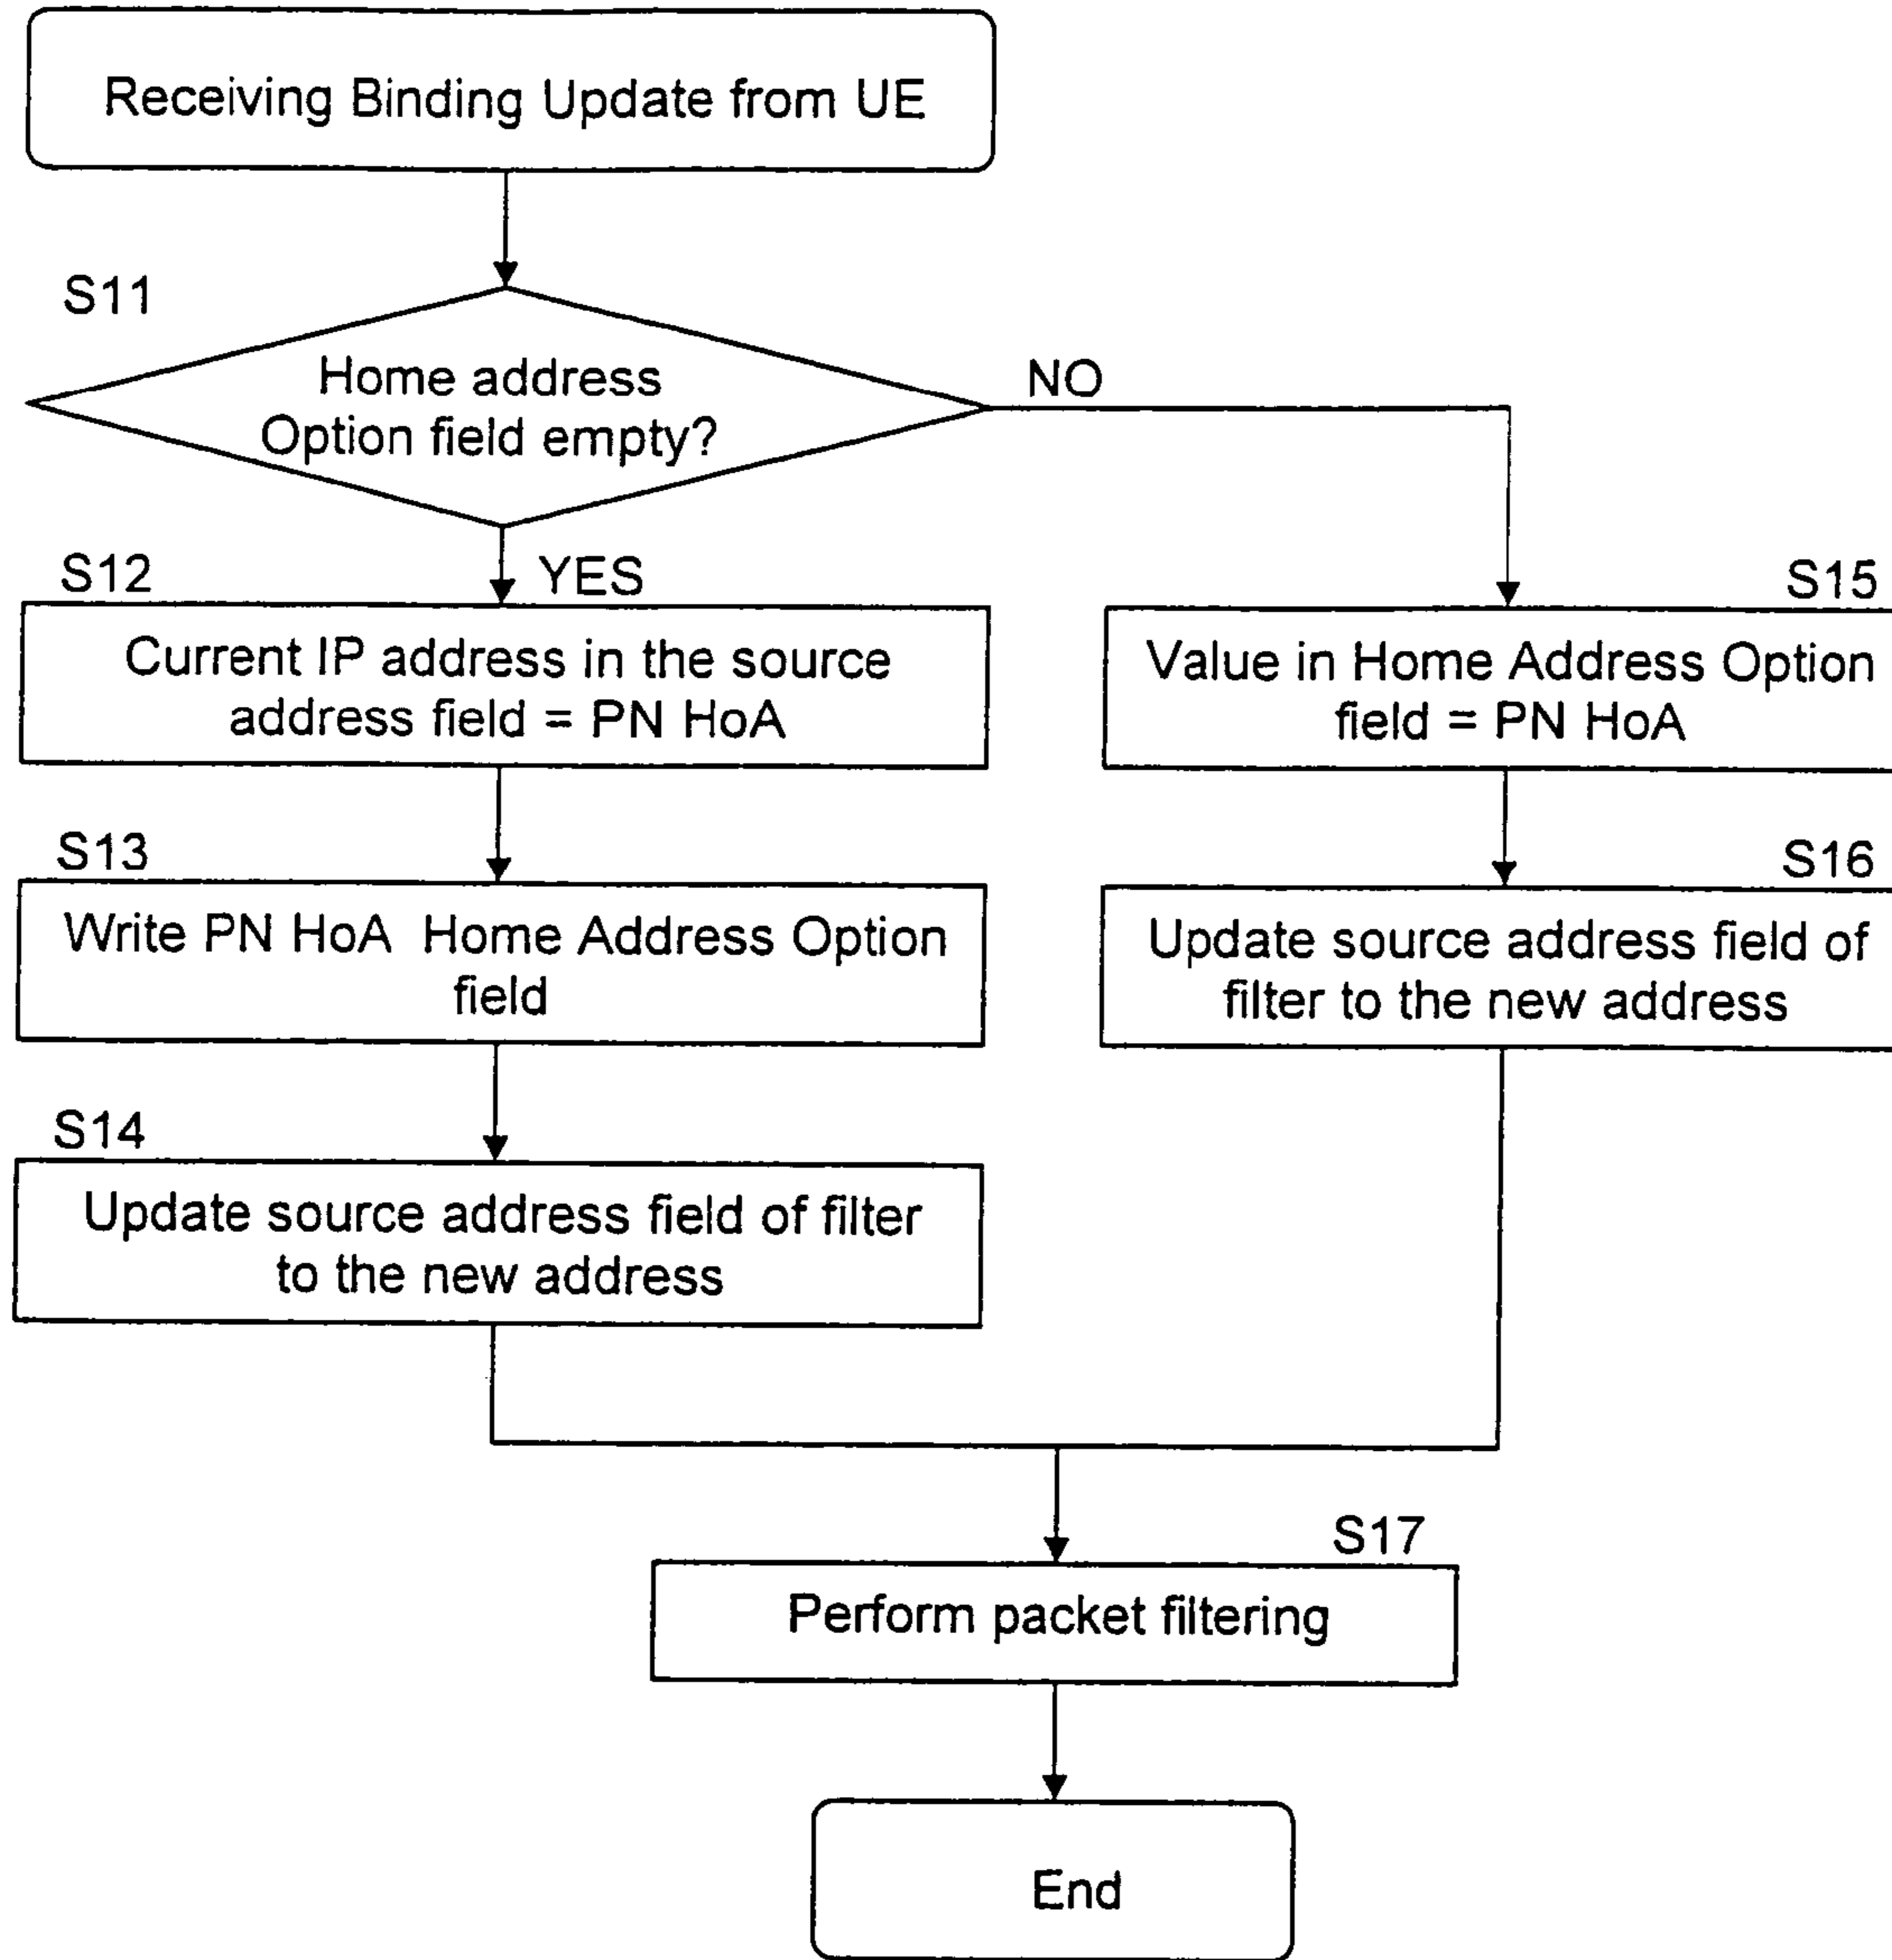 Receiving Binding Update from UE
S11
Home address
Option field empty?
NO
S12
YES
S15
Current IP address in the source
address field = PN HoA
Value in Home Address Option
field = PN HoA
S13
S16
Write PN HoA Home Address Option
field
Update source address field of
filter to the new address
S14
Update source address field of filter
to the new address
S17
Perform packet filtering
End